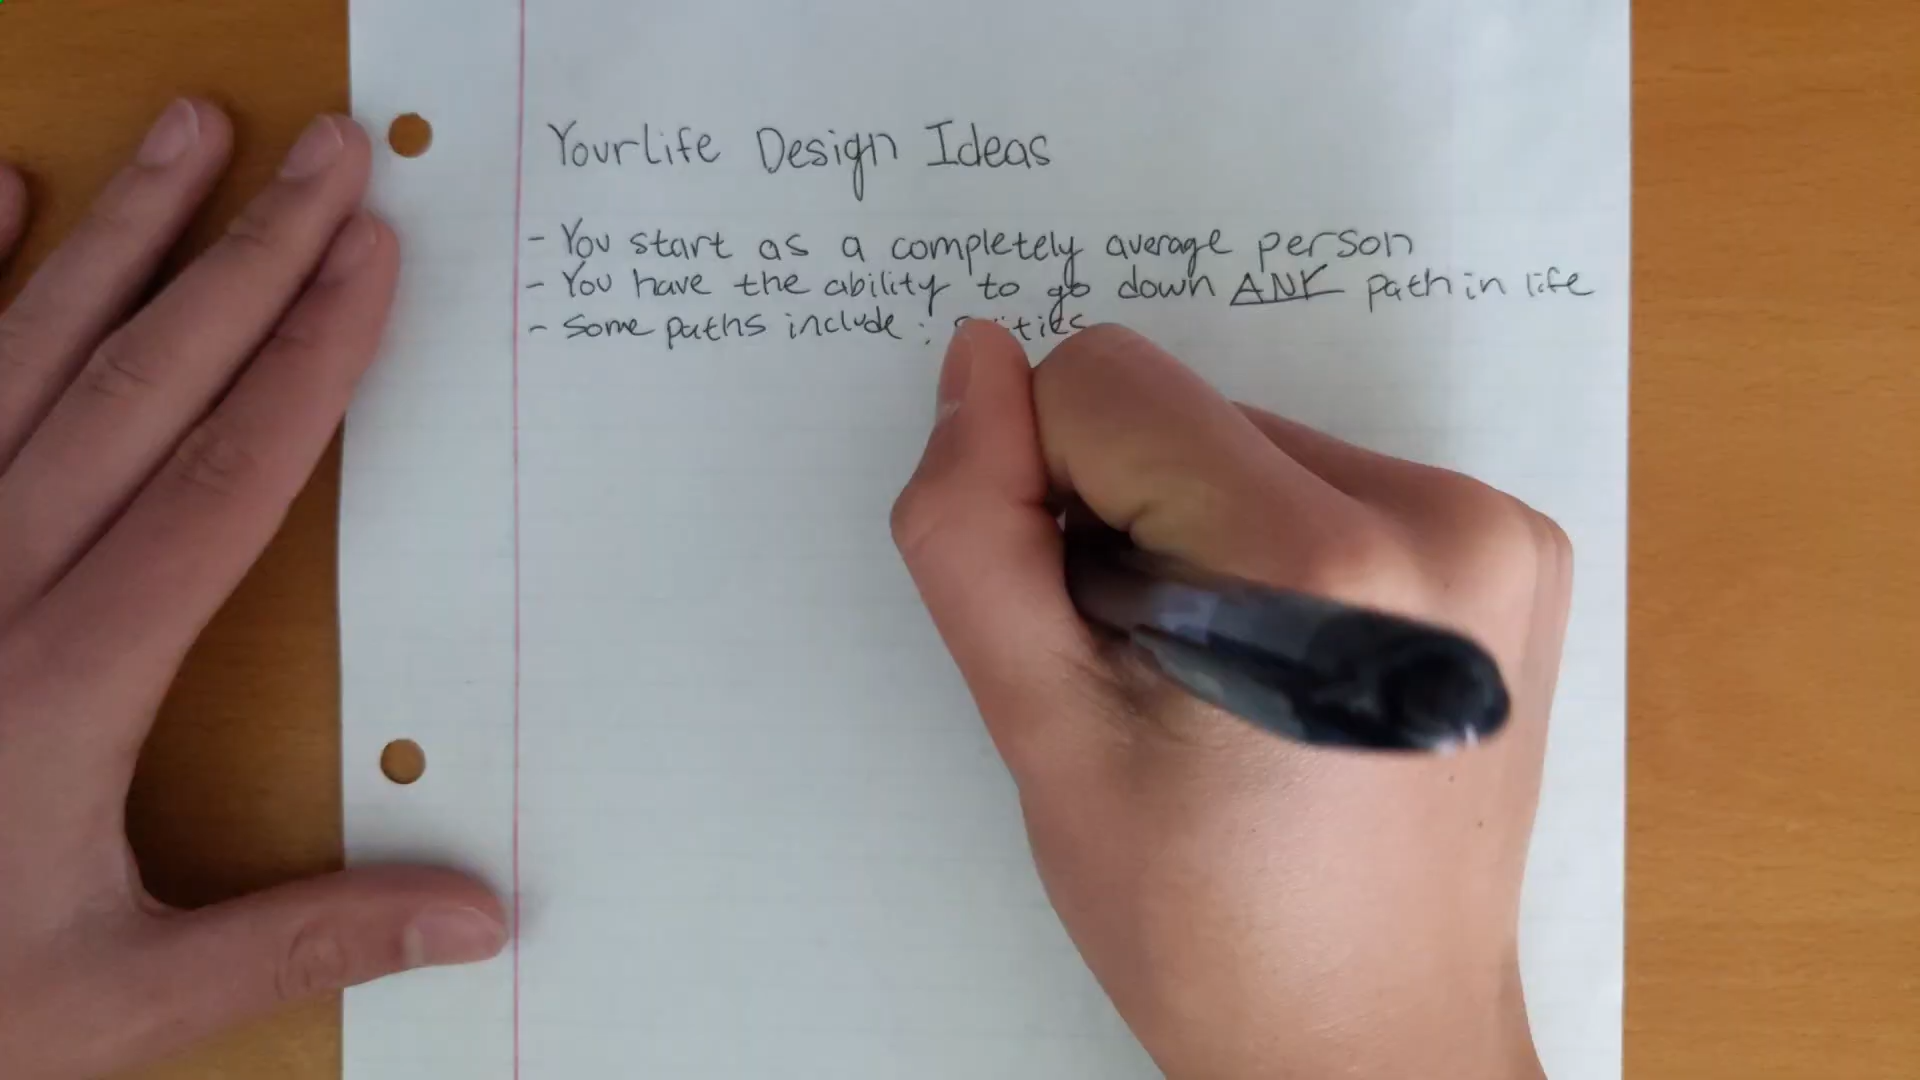 Yourlife Design Ideas
- You start as a completely average person
- You have the ability to go down ANY path in life
- Some paths include :